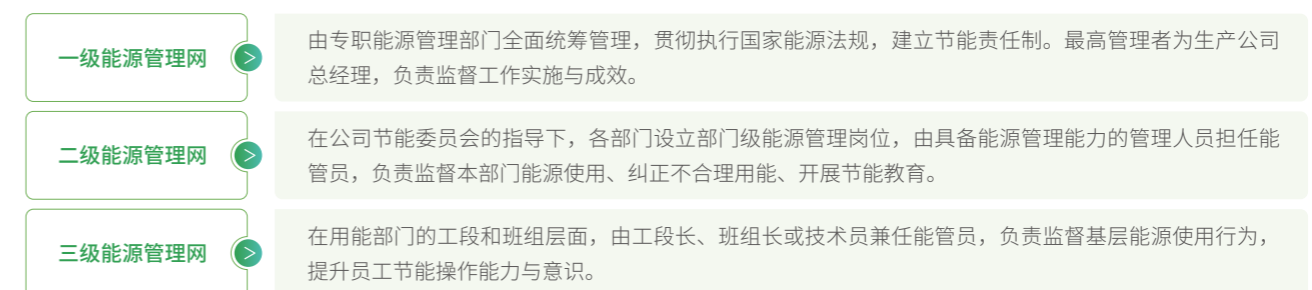 一级能源管理网
>
由专职能源管理部门全面统筹管理，贯彻执行国家能源法规，建立节能责任制。最高管理者为生产公司
总经理，负责监督工作实施与成效。
二级能源管理网
>
在公司节能委员会的指导下，各部门设立部门级能源管理岗位，由具备能源管理能力的管理人员担任能
管员，负责监督本部门能源使用、纠正不合理用能、开展节能教育。
三级能源管理网
>
在用能部门的工段和班组层面，由工段长、班组长或技术员兼任能管员，负责监督基层能源使用行为，
提升员工节能操作能力与意识。